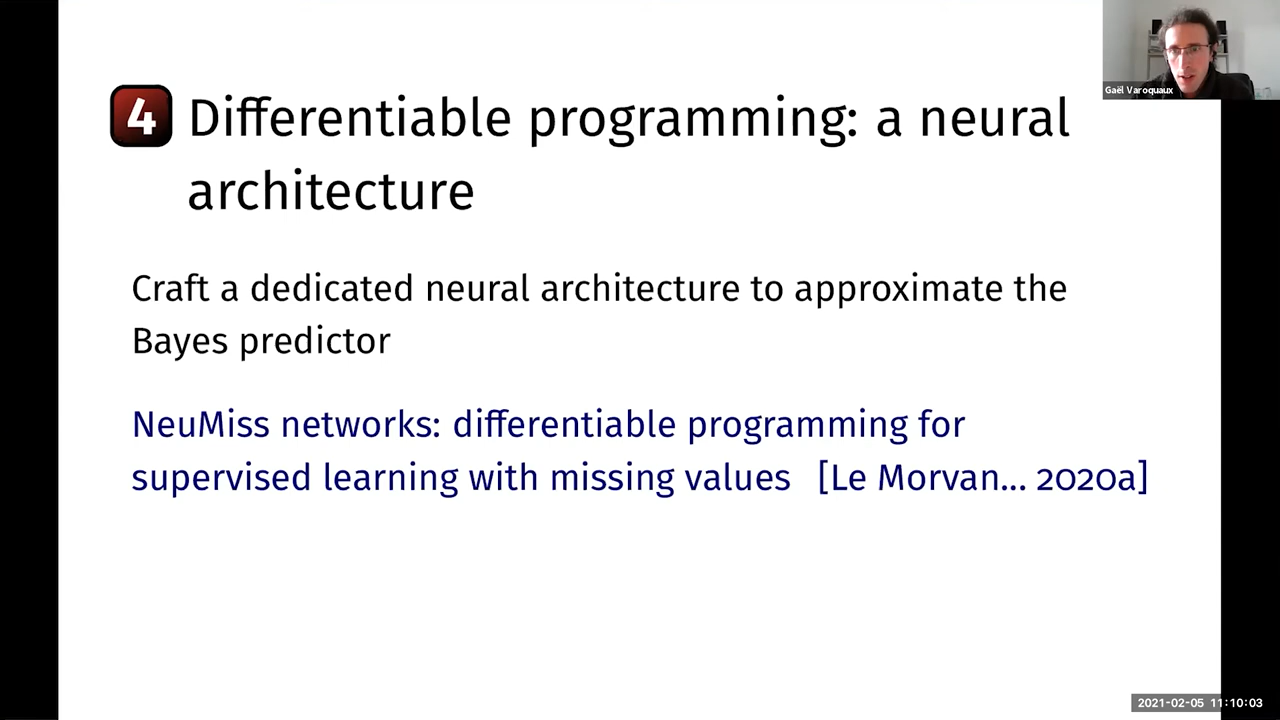 Gaël Varoquaux
4 Differentiable programming: a neural
architecture
Craft a dedicated neural architecture to approximate the
Bayes predictor
NeuMiss networks: differentiable programming for
supervised learning with missing values [Le Morvan... 2020a]
2021-02-05 11:10:03